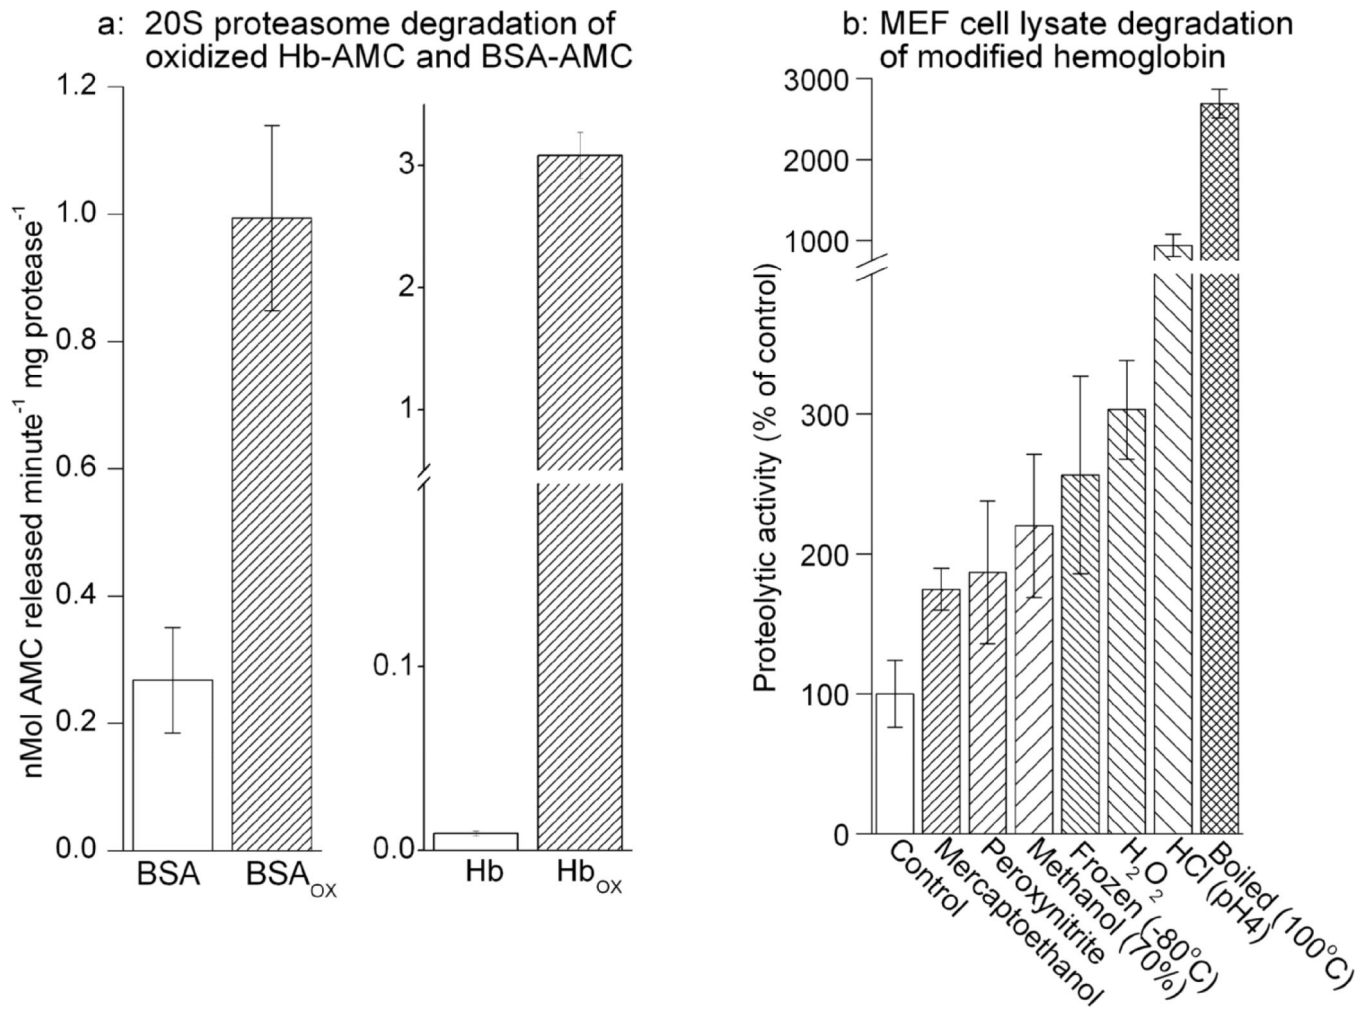 a: 20S proteasome degradation of
oxidized Hb-AMC and BSA-AMC
nMol AMC released minute⁻¹ mg protease⁻¹
1.2
1.0
0.8
0.6
0.4
0.2
0.0
BSA
BSA_OX
3
2
1
0.1
0.0
Hb
Hb_OX
b: MEF cell lysate degradation
of modified hemoglobin
Proteolytic activity (% of control)
3000
2000
1000
300
200
100
0
Control
Mercaptoethanol
Peroxynitrite
Methanol (70%)
Frozen (-80°C)
H₂O₂
HCl (pH4)
Boiled (100°C)